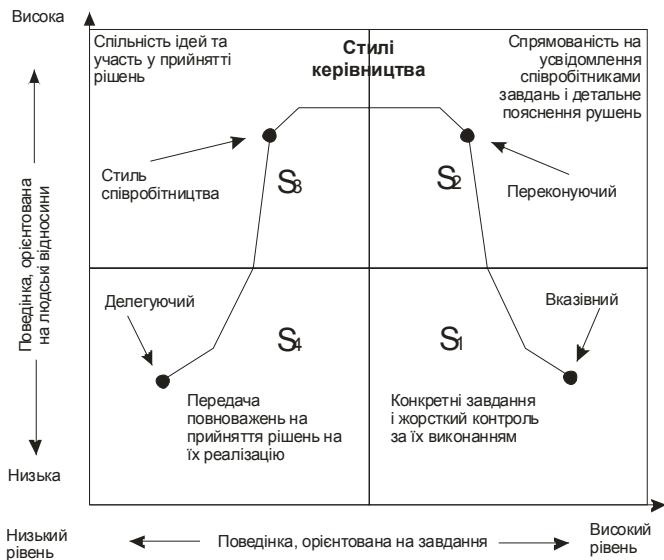 Висока
Спільність ідей та
участь у прийнятті
рішень
Стилі
керівництва
Спрямованість на
усвідомлення
співробітниками
завдань і детальне
пояснення рушень
Стиль
співробітництва
S3
S2
Переконуючий
Поведінка, орієнтована
на людські відносини
Делегуючий
Вказівний
S4
S1
Передача
повноважень на
прийняття рішень на
їх реалізацію
Конкретні завдання
і жорсткий контроль
за їх виконанням
Низька
Низький
рівень
Поведінка, орієнтована на завдання
Високий
рівень